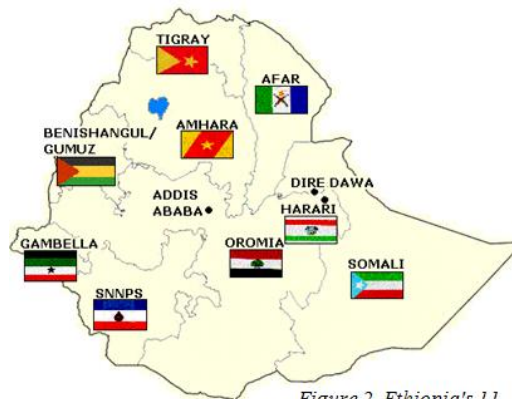 TIGRAY
AFAR
BENISHANGUL/
GUMUZ
AMHARA
ADDIS
ABABA
DIRE DAWA
HARARI
GAMBELLA
OROMIA
SOMALI
SNNPS
Figure 2. Ethiopia's 11